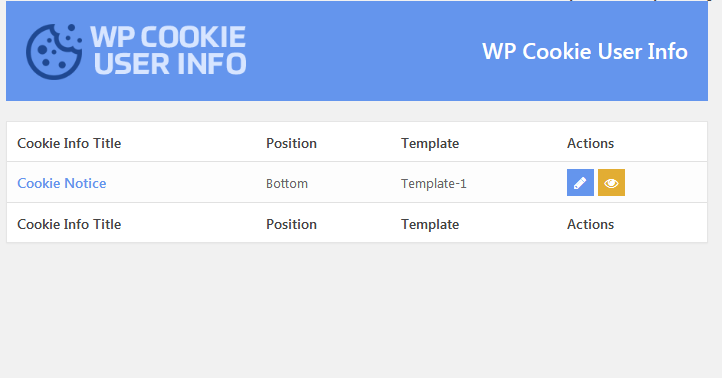 WP COOKIE
USER INFO
WP Cookie User Info
Cookie Info Title Position Template Actions
Cookie Notice Bottom Template-1
Cookie Info Title Position Template Actions